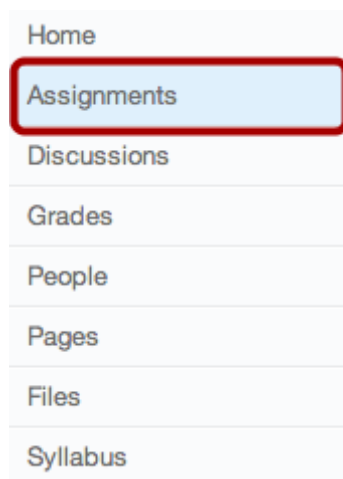 Home
Assignments
Discussions
Grades
People
Pages
Files
Syllabus